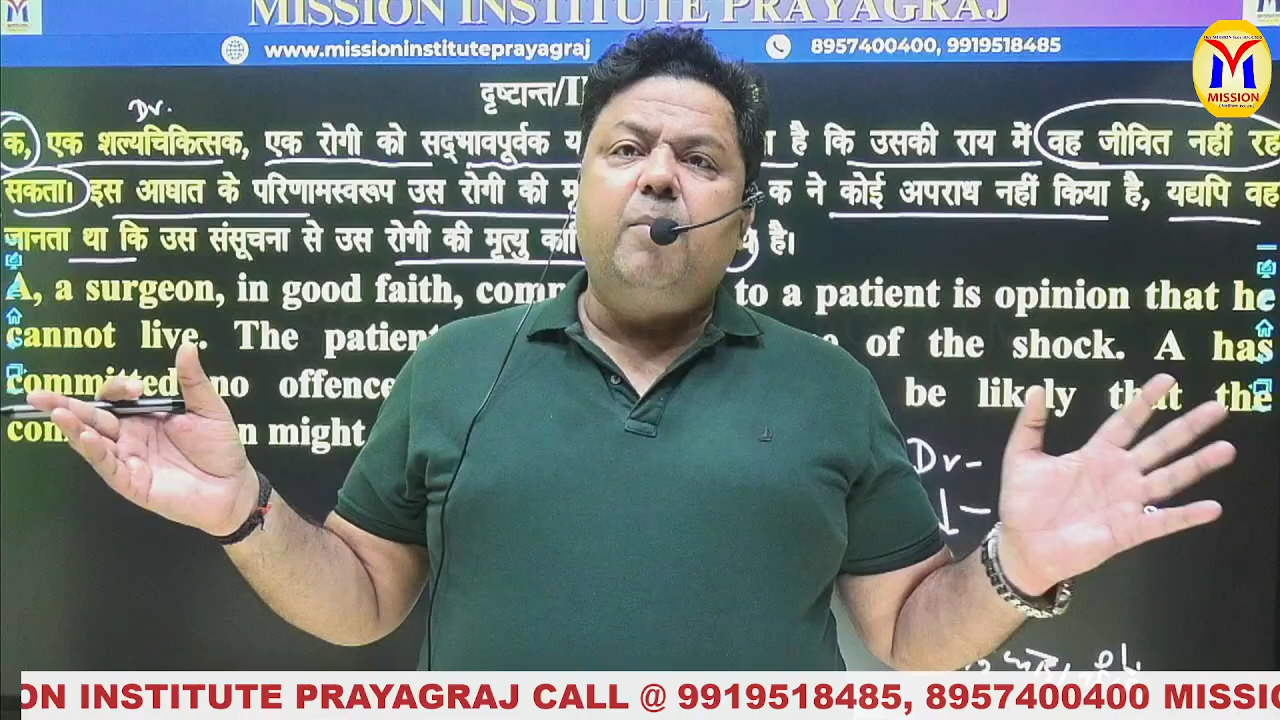 MISSION INSTITUTE PRAYAGRAJ
www.missioninstituteprayagraj
8957400400, 9919518485
MISSION
दृष्टान्त/I
Dr.
क, एक शल्यचिकित्सक, एक रोगी को सद्भावपूर्वक है कि उसकी राय में वह जीवित नहीं रह
सकता। इस आघात के परिणामस्वरूप उस रोगी की क ने कोई अपराध नहीं किया है, यद्यपि वह
जानता था कि उस संसूचना से उस रोगी की मृत्यु है।
A, a surgeon, in good faith, to a patient is opinion that he
cannot live. The of the shock. A has
committed no offence be likely that the
might
Dr-
ON INSTITUTE PRAYAGRAJ CALL @ 9919518485, 8957400400 MISSIO